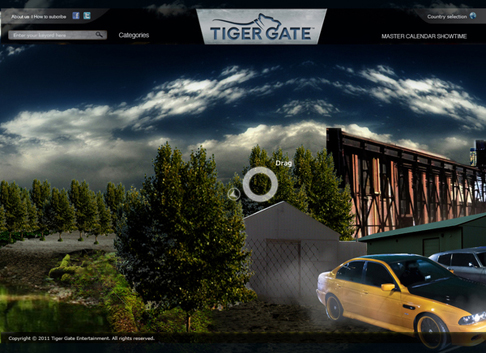 About us | How to subscribe
Country selection
TIGER GATE™
Enter your keyword here...
Categories
MASTER CALENDAR SHOWTIME
Drag
Copyright © 2011 Tiger Gate Entertainment. All rights reserved.